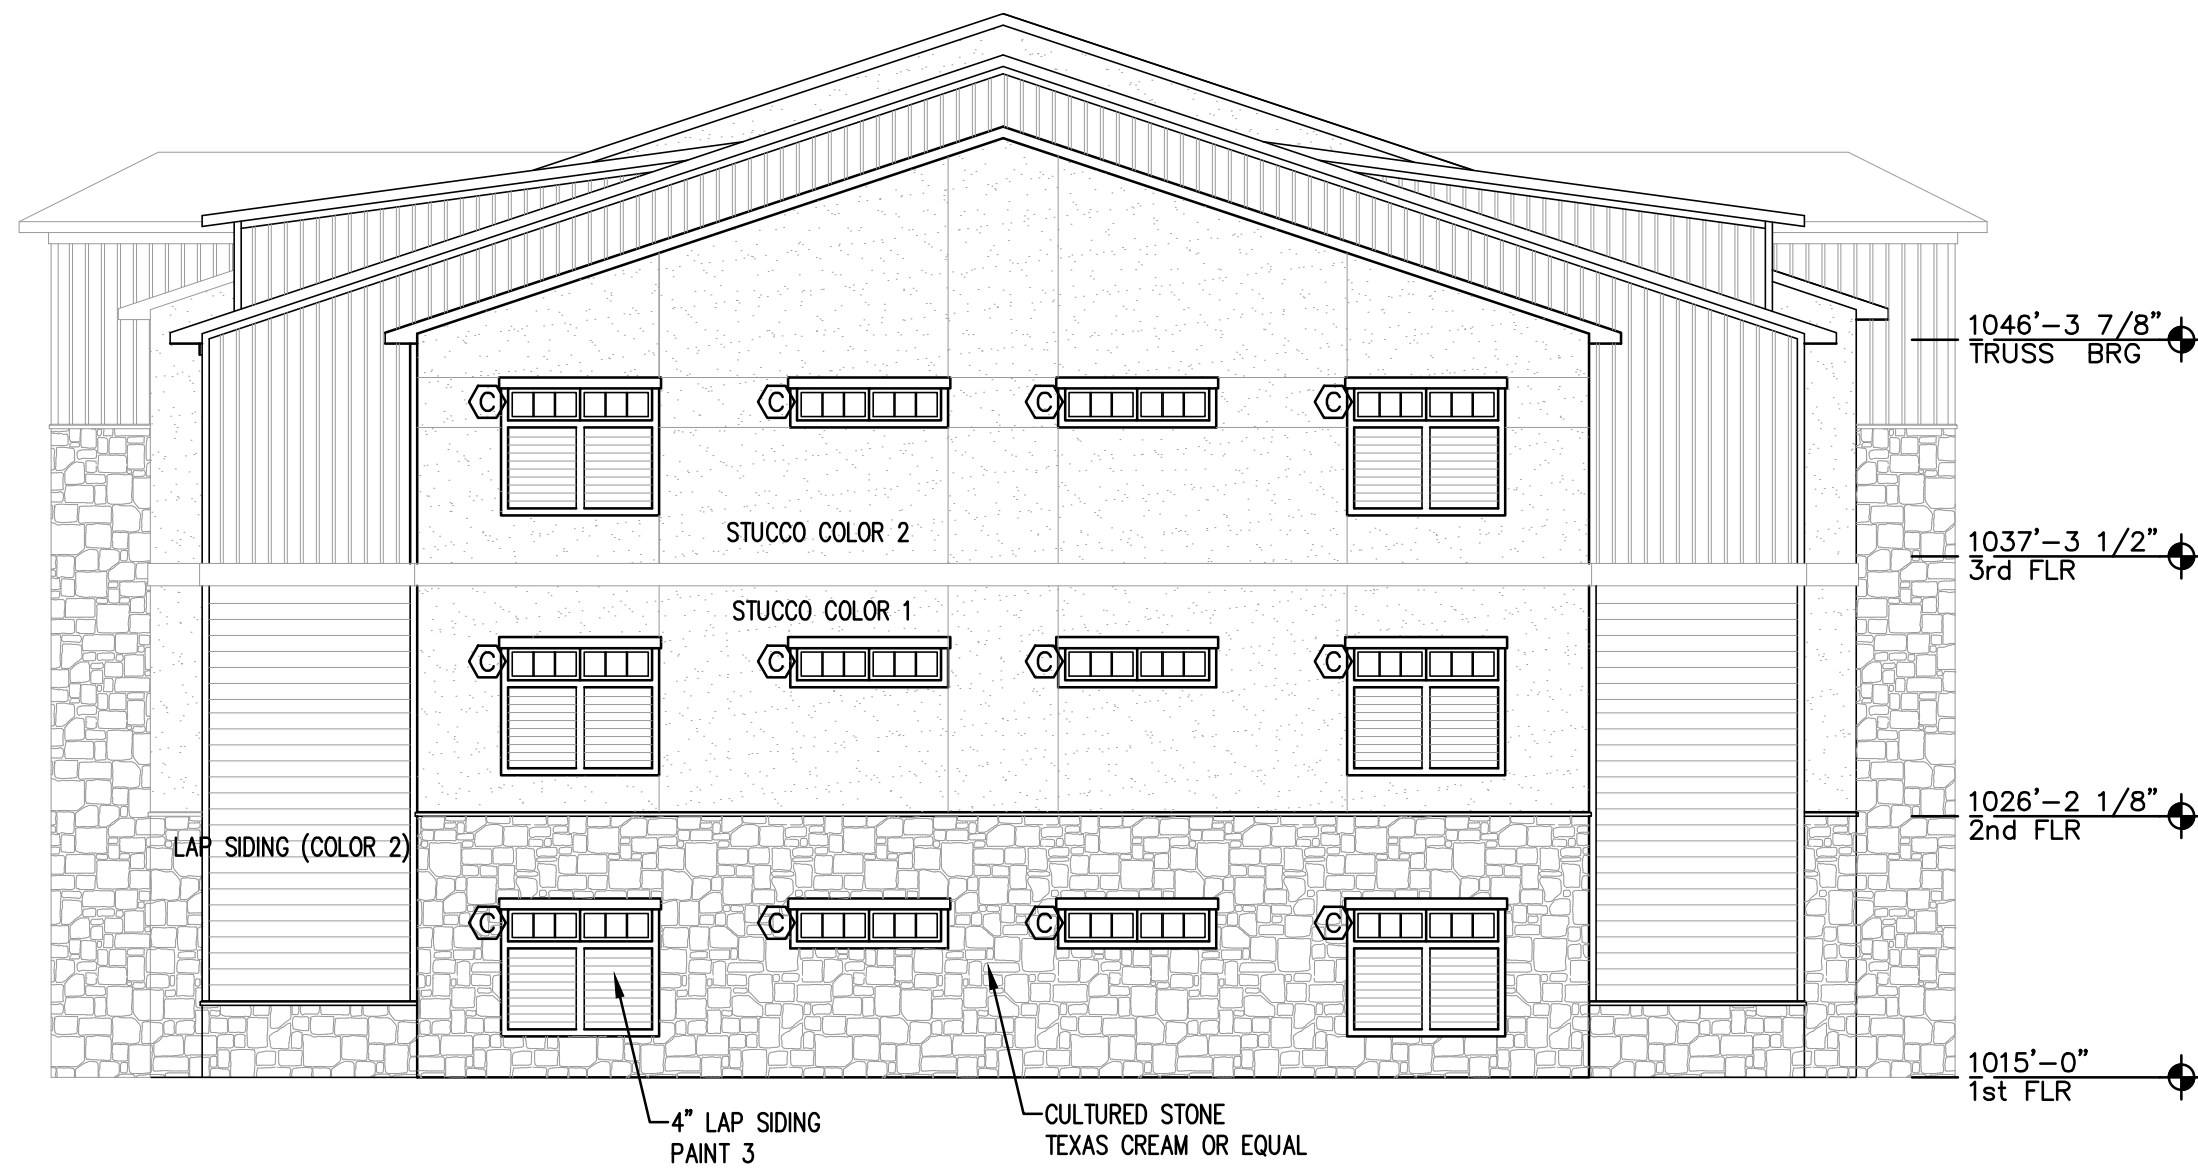 1046'-3 7/8"
TRUSS BRG
C C C C
STUCCO COLOR 2
1037'-3 1/2"
3rd FLR
STUCCO COLOR 1
C C C C
1026'-2 1/8"
2nd FLR
LAP SIDING (COLOR 2)
C C C C
1015'-0"
1st FLR
4" LAP SIDING
PAINT 3
CULTURED STONE
TEXAS CREAM OR EQUAL